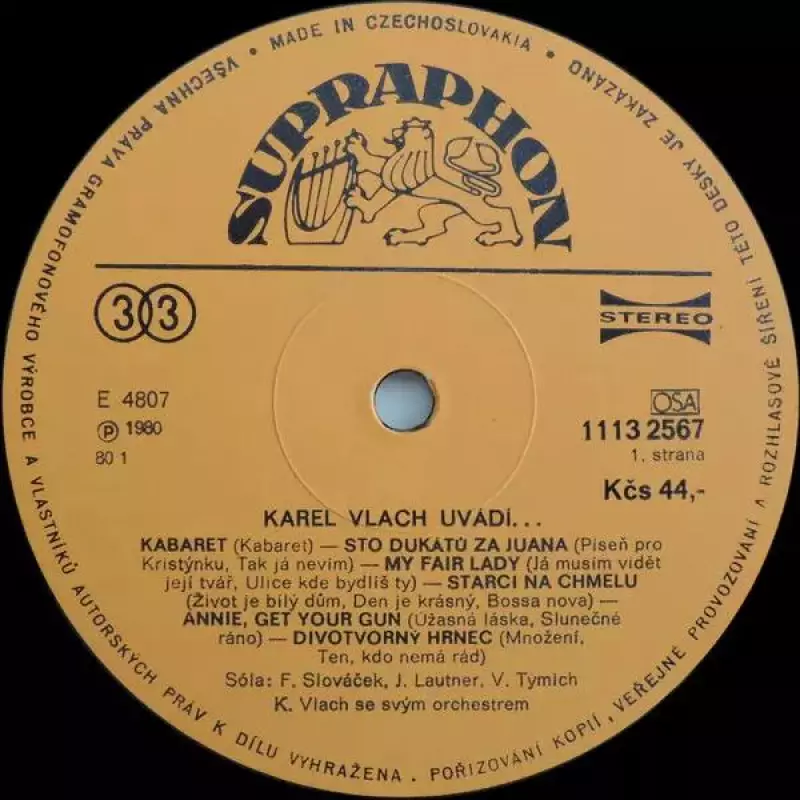 VŠECHNA PRÁVA GRAMOFONOVÉHO VÝROBCE A VLASTNÍKŮ AUTORSKÝCH PRÁV K DÍLU VYHRAŽENA. POŘIZOVÁNÍ KOPIÍ, VEŘEJNÉ PROVOZOVÁNÍ A ROZHLASOVÉ ŠÍŘENÍ TÉTO DESKY JE ZAKÁZÁNO • MADE IN CZECHOSLOVAKIA •
SUPRAPHON
33
STEREO
E 4807
OSA
Ⓟ 1980
1113 2567
80 1
1. strana
Kčs 44,-
KAREL VLACH UVÁDÍ...
KABARET (Kabaret) — STO DUKÁTŮ ZA JUANA (Píseň pro
Kristýnku, Tak já nevím) — MY FAIR LADY (Já musím vidět
její tvář, Ulice kde bydlíš ty) — STARCI NA CHMELU
(Život je bílý dům, Den je krásný, Bossa nova) —
ANNIE, GET YOUR GUN (Úžasná láska, Slunečné
ráno) — DIVOTVORNÝ HRNEC (Množení,
Ten, kdo nemá rád)
Sóla: F. Slováček, J. Lautner, V. Tymich
K. Vlach se svým orchestrem